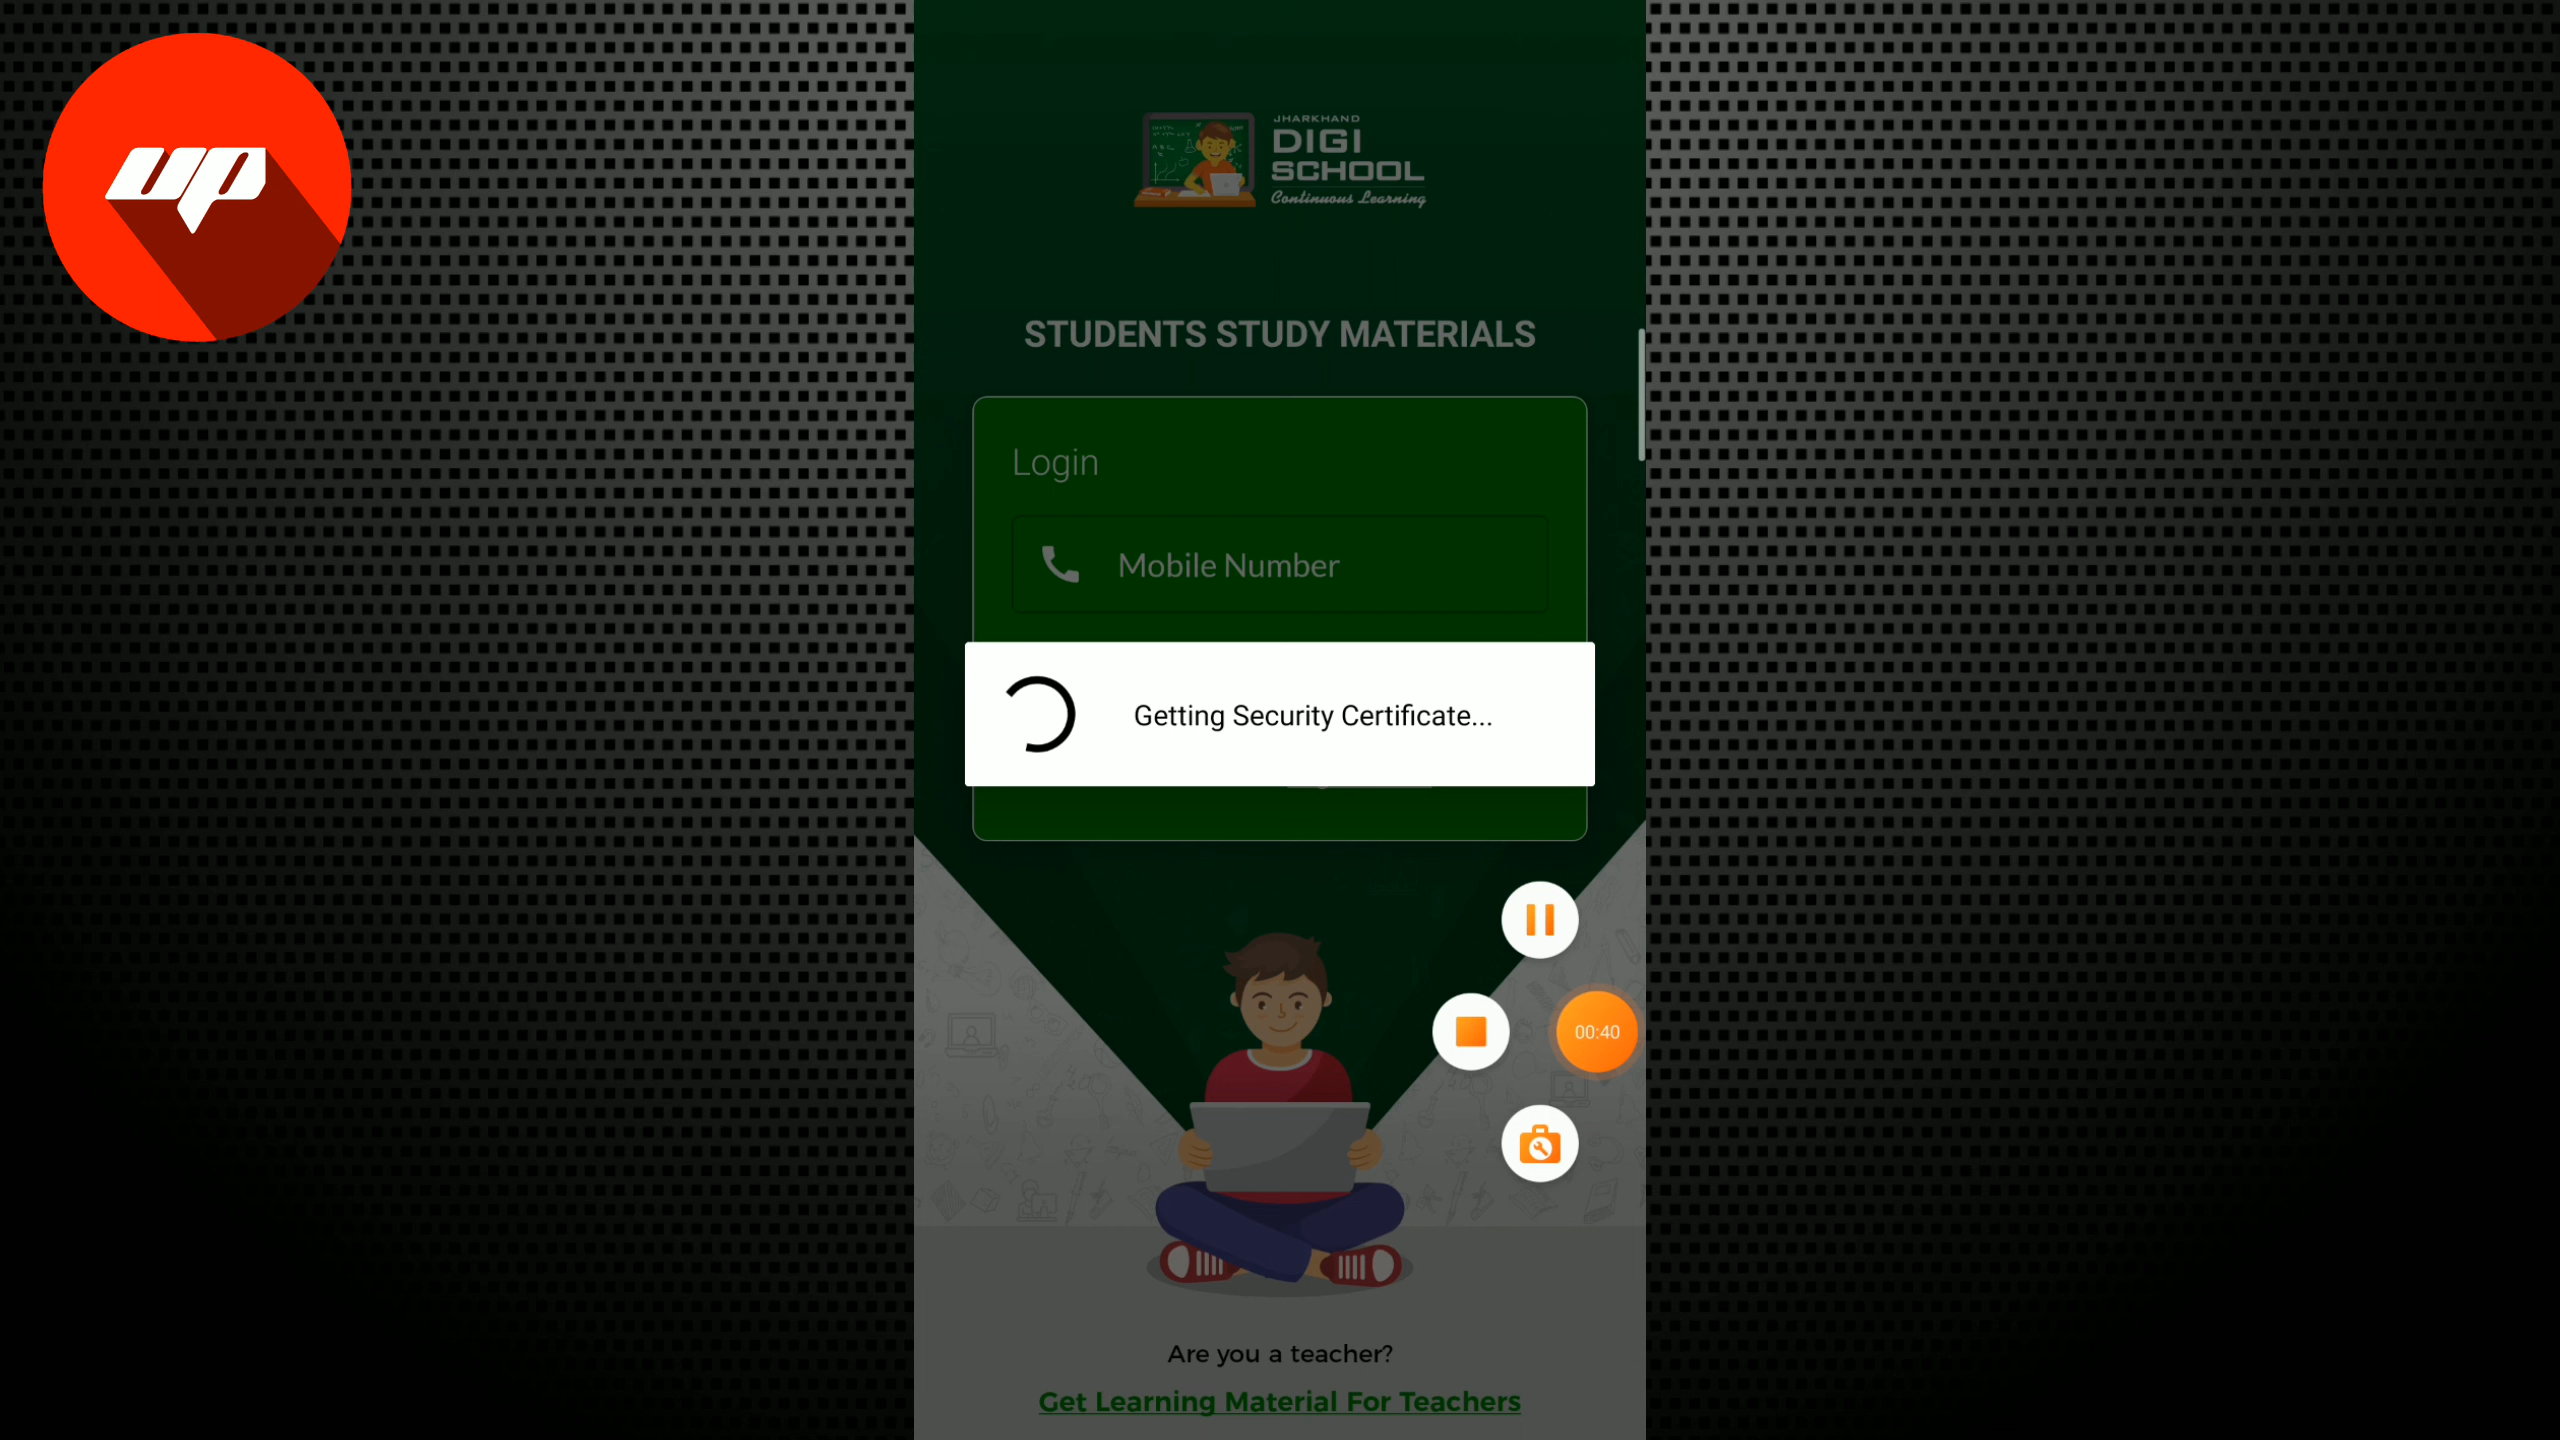 up
JHARKHAND
DIGI
SCHOOL
Continuous Learning
STUDENTS STUDY MATERIALS
Login
Mobile Number
Getting Security Certificate...
00:40
Are you a teacher?
Get Learning Material For Teachers